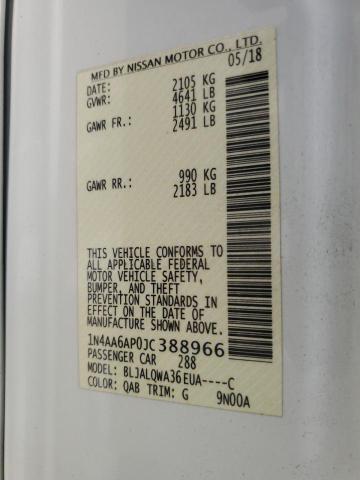 MFD BY NISSAN MOTOR CO., LTD.
DATE: 05/18
GVWR: 2105 KG
4641 LB
GAWR FR.: 1130 KG
2491 LB
GAWR RR.: 990 KG
2183 LB
THIS VEHICLE CONFORMS TO
ALL APPLICABLE FEDERAL
MOTOR VEHICLE SAFETY,
BUMPER, AND THEFT
PREVENTION STANDARDS IN
EFFECT ON THE DATE OF
MANUFACTURE SHOWN ABOVE.
1N4AA6AP0JC388966
PASSENGER CAR 288
MODEL: BLJALQWA36EUA----C
COLOR: QAB TRIM: G 9N00A